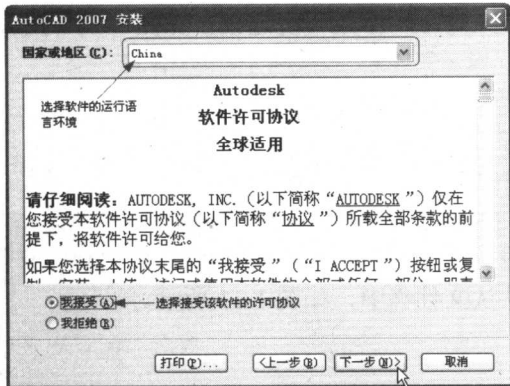 AutoCAD 2007 安装
国家或地区(C):
China
选择软件的运行语
言环境
Autodesk
软件许可协议
全球适用
请仔细阅读：AUTODESK, INC.（以下简称“AUTODESK”）仅在
您接受本软件许可协议（以下简称“协议”）所载全部条款的前
提下，将软件许可给您。
如果您选择本协议末尾的“我接受”（“I ACCEPT”）按钮或复
我接受(A)
选择接受该软件的许可协议
我拒绝(R)
打印(P)...
<上一步(B)
下一步(N)>
取消